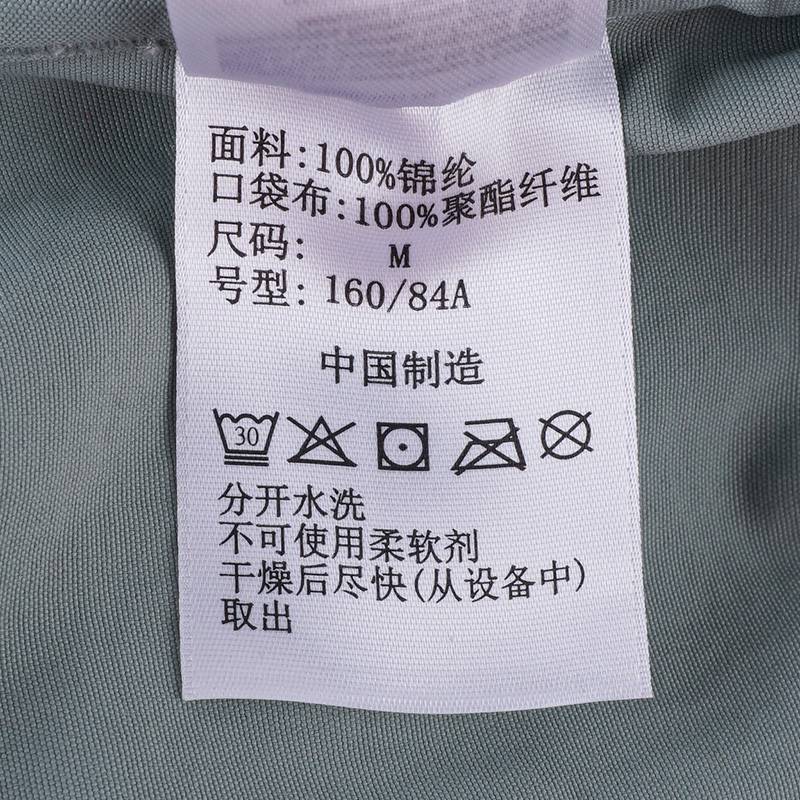 面料:100%锦纶
口袋布:100%聚酯纤维
尺码: M
号型: 160/84A
中国制造
30
分开水洗
不可使用柔软剂
干燥后尽快(从设备中)
取出